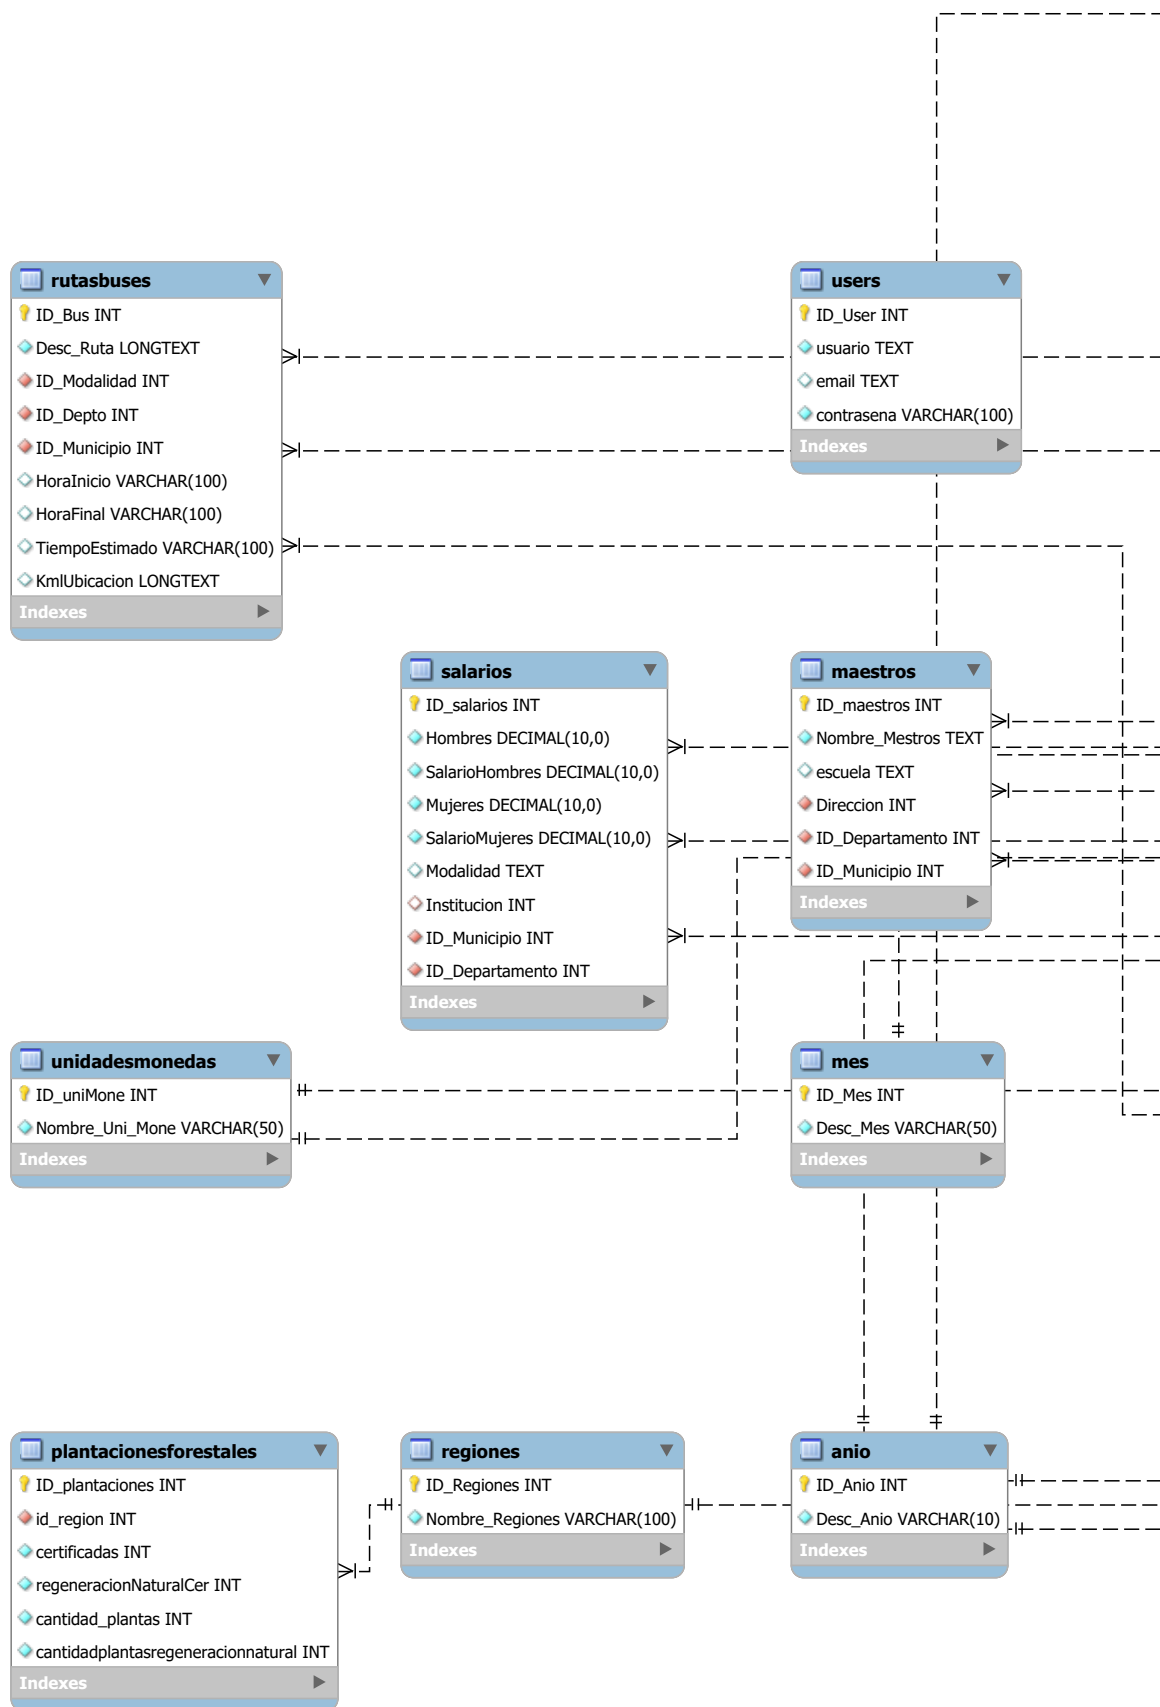 rutasbuses
ID_Bus INT
Desc_Ruta LONGTEXT
ID_Modalidad INT
ID_Depto INT
ID_Municipio INT
HoraInicio VARCHAR(100)
HoraFinal VARCHAR(100)
TiempoEstimado VARCHAR(100)
KmlUbicacion LONGTEXT
Indexes
users
ID_User INT
usuario TEXT
email TEXT
contrasena VARCHAR(100)
Indexes
salarios
ID_salarios INT
Hombres DECIMAL(10,0)
SalarioHombres DECIMAL(10,0)
Mujeres DECIMAL(10,0)
SalarioMujeres DECIMAL(10,0)
Modalidad TEXT
Institucion INT
ID_Municipio INT
ID_Departamento INT
Indexes
maestros
ID_maestros INT
Nombre_Mestros TEXT
escuela TEXT
Direccion INT
ID_Departamento INT
ID_Municipio INT
Indexes
unidadesmonedas
ID_uniMone INT
Nombre_Uni_Mone VARCHAR(50)
Indexes
mes
ID_Mes INT
Desc_Mes VARCHAR(50)
Indexes
plantacionesforestales
ID_plantaciones INT
id_region INT
certificadas INT
regeneracionNaturalCer INT
cantidad_plantas INT
cantidadplantasregeneracionnatural INT
Indexes
regiones
ID_Regiones INT
Nombre_Regiones VARCHAR(100)
Indexes
anio
ID_Anio INT
Desc_Anio VARCHAR(10)
Indexes